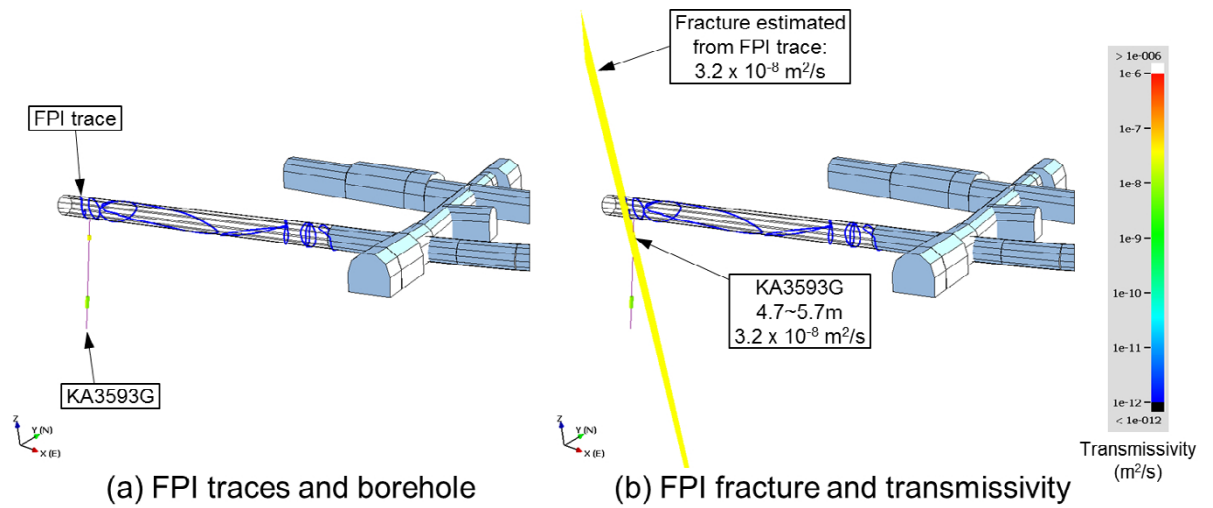 FPI trace
KA3593G
Z
Y (N)
X (E)
(a) FPI traces and borehole
Fracture estimated
from FPI trace:
3.2 x 10⁻⁸ m²/s
KA3593G
4.7~5.7m
3.2 x 10⁻⁸ m²/s
Z
Y (N)
X (E)
(b) FPI fracture and transmissivity
> 1e-006
1e-6
1e-7
1e-8
1e-9
1e-10
1e-11
1e-12
< 1e-012
Transmissivity
(m²/s)